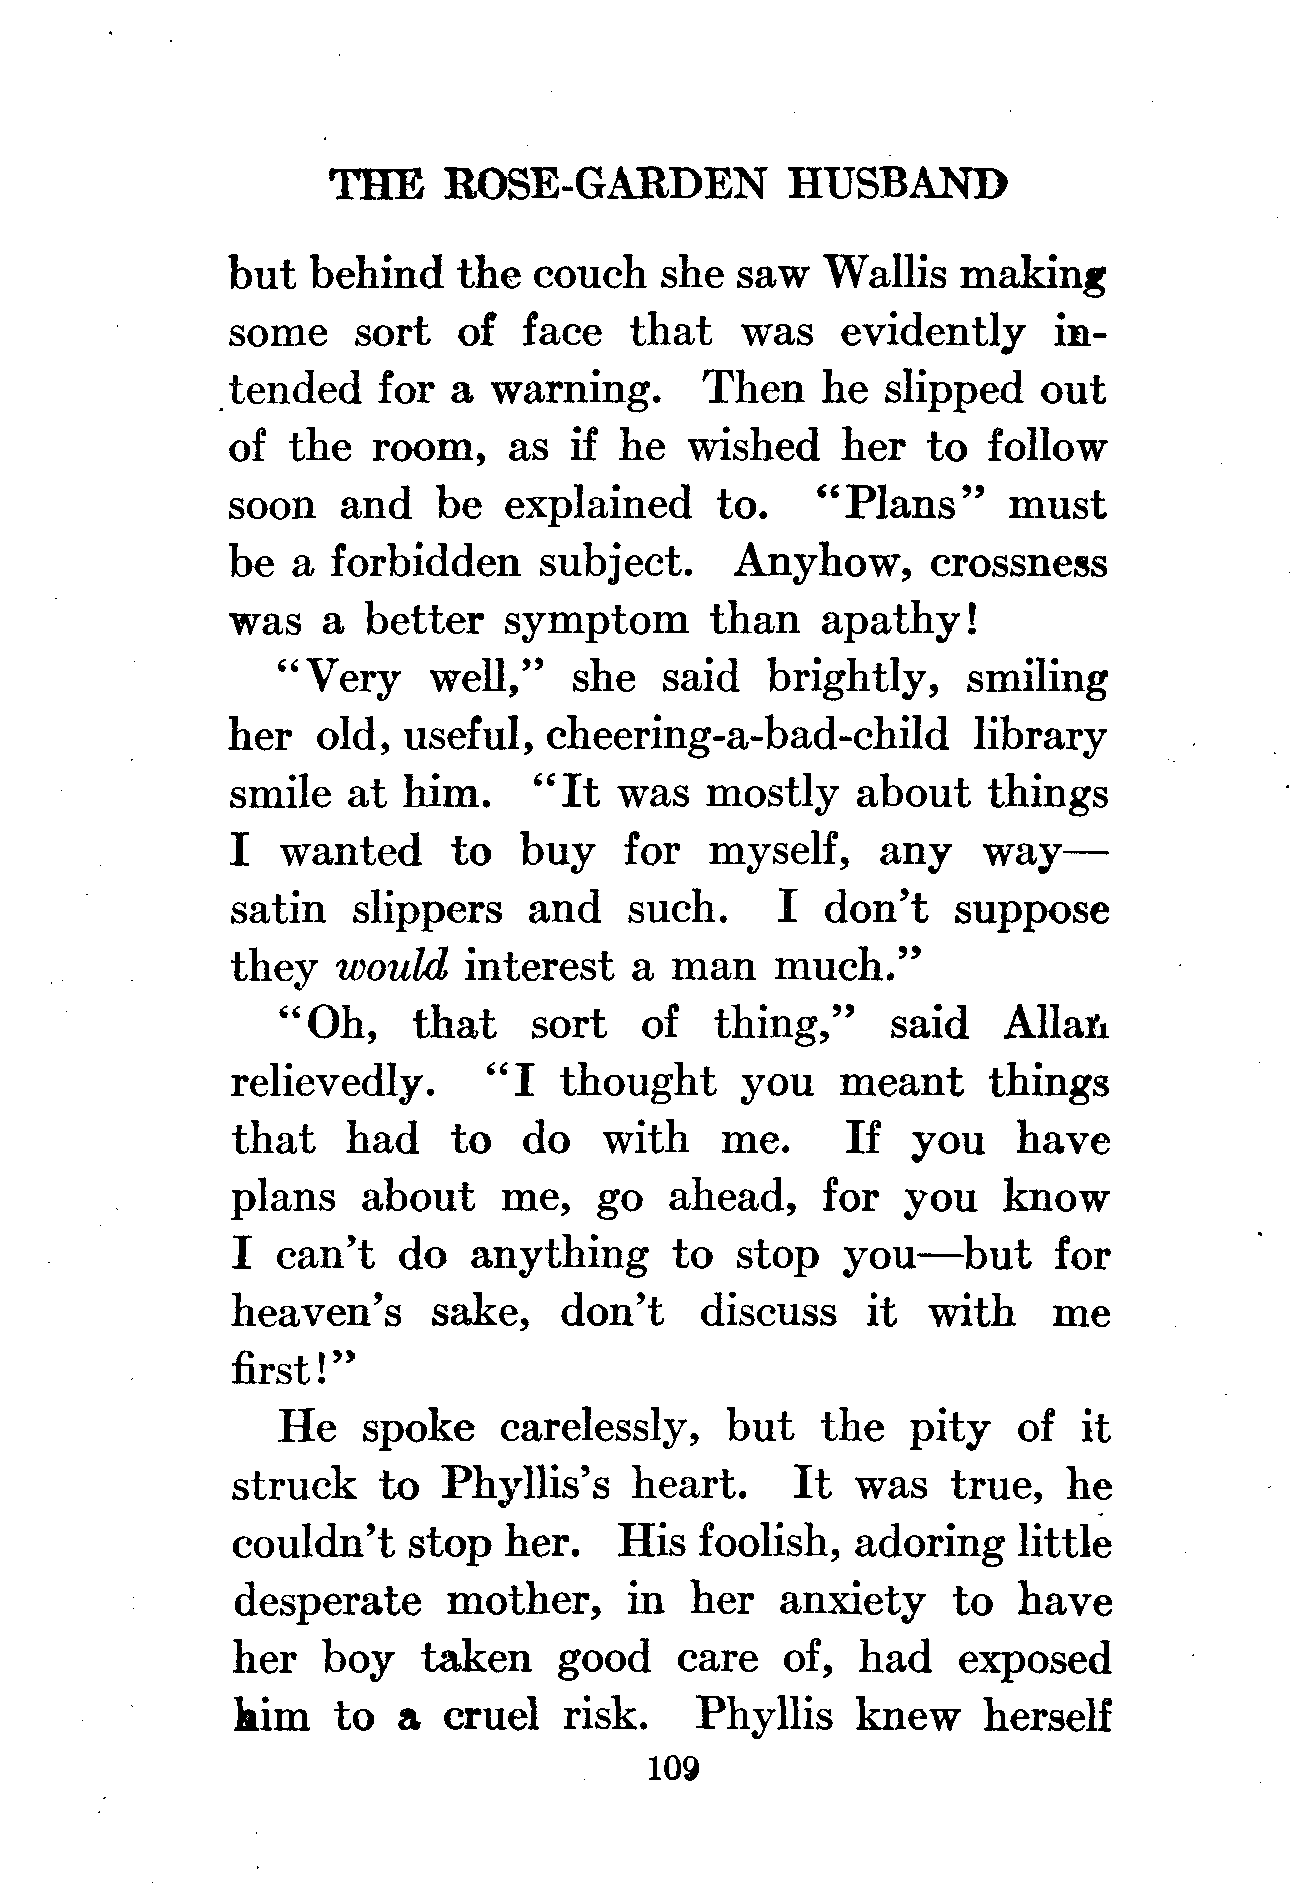 THE ROSE-GARDEN HUSBAND
but behind the couch she saw Wallis making
some sort of face that was evidently in-
tended for a warning. Then he slipped out
of the room, as if he wished her to follow
soon and be explained to. “Plans” must
be a forbidden subject. Anyhow, crossness
was a better symptom than apathy!
“Very well,” she said brightly, smiling
her old, useful, cheering-a-bad-child library
smile at him. “It was mostly about things
I wanted to buy for myself, any way—
satin slippers and such. I don’t suppose
they would interest a man much.”
“Oh, that sort of thing,” said Allan
relievedly. “I thought you meant things
that had to do with me. If you have
plans about me, go ahead, for you know
I can’t do anything to stop you—but for
heaven’s sake, don’t discuss it with me
first!”
He spoke carelessly, but the pity of it
struck to Phyllis’s heart. It was true, he
couldn’t stop her. His foolish, adoring little
desperate mother, in her anxiety to have
her boy taken good care of, had exposed
him to a cruel risk. Phyllis knew herself
109